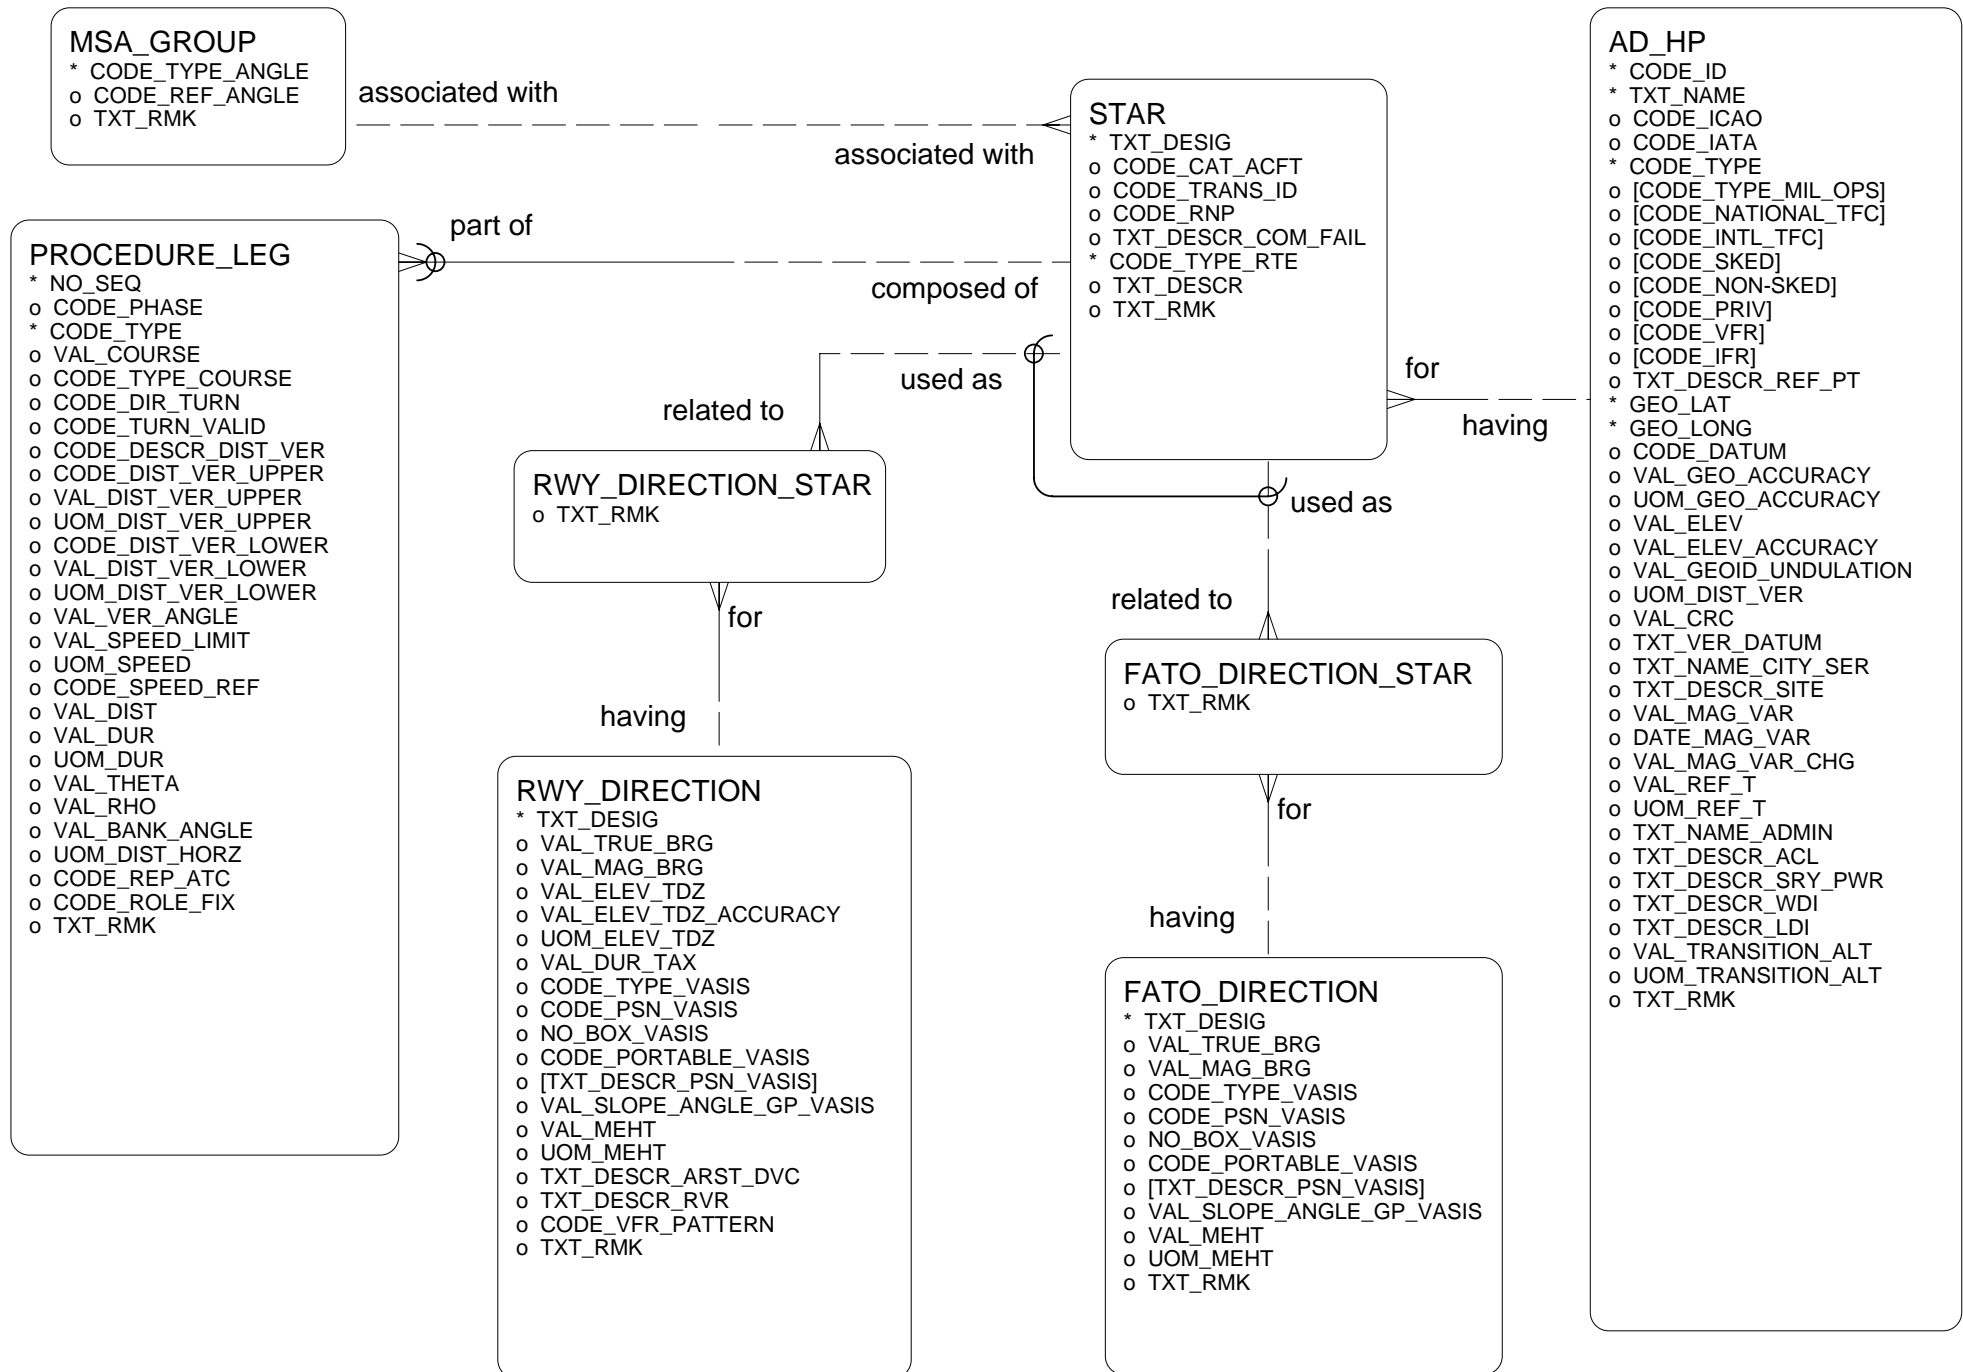 MSA_GROUP
* CODE_TYPE_ANGLE
o CODE_REF_ANGLE
o TXT_RMK
associated with
associated with
STAR
* TXT_DESIG
o CODE_CAT_ACFT
o CODE_TRANS_ID
o CODE_RNP
o TXT_DESCR_COM_FAIL
* CODE_TYPE_RTE
o TXT_DESCR
o TXT_RMK
part of
composed of
PROCEDURE_LEG
* NO_SEQ
o CODE_PHASE
* CODE_TYPE
o VAL_COURSE
o CODE_TYPE_COURSE
o CODE_DIR_TURN
o CODE_TURN_VALID
o CODE_DESCR_DIST_VER
o CODE_DIST_VER_UPPER
o VAL_DIST_VER_UPPER
o UOM_DIST_VER_UPPER
o CODE_DIST_VER_LOWER
o VAL_DIST_VER_LOWER
o UOM_DIST_VER_LOWER
o VAL_VER_ANGLE
o VAL_SPEED_LIMIT
o UOM_SPEED
o CODE_SPEED_REF
o VAL_DIST
o VAL_DUR
o UOM_DUR
o VAL_THETA
o VAL_RHO
o VAL_BANK_ANGLE
o UOM_DIST_HORZ
o CODE_REP_ATC
o CODE_ROLE_FIX
o TXT_RMK
used as
related to
RWY_DIRECTION_STAR
o TXT_RMK
for
having
RWY_DIRECTION
* TXT_DESIG
o VAL_TRUE_BRG
o VAL_MAG_BRG
o VAL_ELEV_TDZ
o VAL_ELEV_TDZ_ACCURACY
o UOM_ELEV_TDZ
o VAL_DUR_TAX
o CODE_TYPE_VASIS
o CODE_PSN_VASIS
o NO_BOX_VASIS
o CODE_PORTABLE_VASIS
o [TXT_DESCR_PSN_VASIS]
o VAL_SLOPE_ANGLE_GP_VASIS
o VAL_MEHT
o UOM_MEHT
o TXT_DESCR_ARST_DVC
o TXT_DESCR_RVR
o CODE_VFR_PATTERN
o TXT_RMK
used as
related to
FATO_DIRECTION_STAR
o TXT_RMK
for
having
FATO_DIRECTION
* TXT_DESIG
o VAL_TRUE_BRG
o VAL_MAG_BRG
o CODE_TYPE_VASIS
o CODE_PSN_VASIS
o NO_BOX_VASIS
o CODE_PORTABLE_VASIS
o [TXT_DESCR_PSN_VASIS]
o VAL_SLOPE_ANGLE_GP_VASIS
o VAL_MEHT
o UOM_MEHT
o TXT_RMK
for
having
AD_HP
* CODE_ID
* TXT_NAME
o CODE_ICAO
o CODE_IATA
* CODE_TYPE
o [CODE_TYPE_MIL_OPS]
o [CODE_NATIONAL_TFC]
o [CODE_INTL_TFC]
o [CODE_SKED]
o [CODE_NON-SKED]
o [CODE_PRIV]
o [CODE_VFR]
o [CODE_IFR]
o TXT_DESCR_REF_PT
* GEO_LAT
* GEO_LONG
o CODE_DATUM
o VAL_GEO_ACCURACY
o UOM_GEO_ACCURACY
o VAL_ELEV
o VAL_ELEV_ACCURACY
o VAL_GEOID_UNDULATION
o UOM_DIST_VER
o VAL_CRC
o TXT_VER_DATUM
o TXT_NAME_CITY_SER
o TXT_DESCR_SITE
o VAL_MAG_VAR
o DATE_MAG_VAR
o VAL_MAG_VAR_CHG
o VAL_REF_T
o UOM_REF_T
o TXT_NAME_ADMIN
o TXT_DESCR_ACL
o TXT_DESCR_SRY_PWR
o TXT_DESCR_WDI
o TXT_DESCR_LDI
o VAL_TRANSITION_ALT
o UOM_TRANSITION_ALT
o TXT_RMK